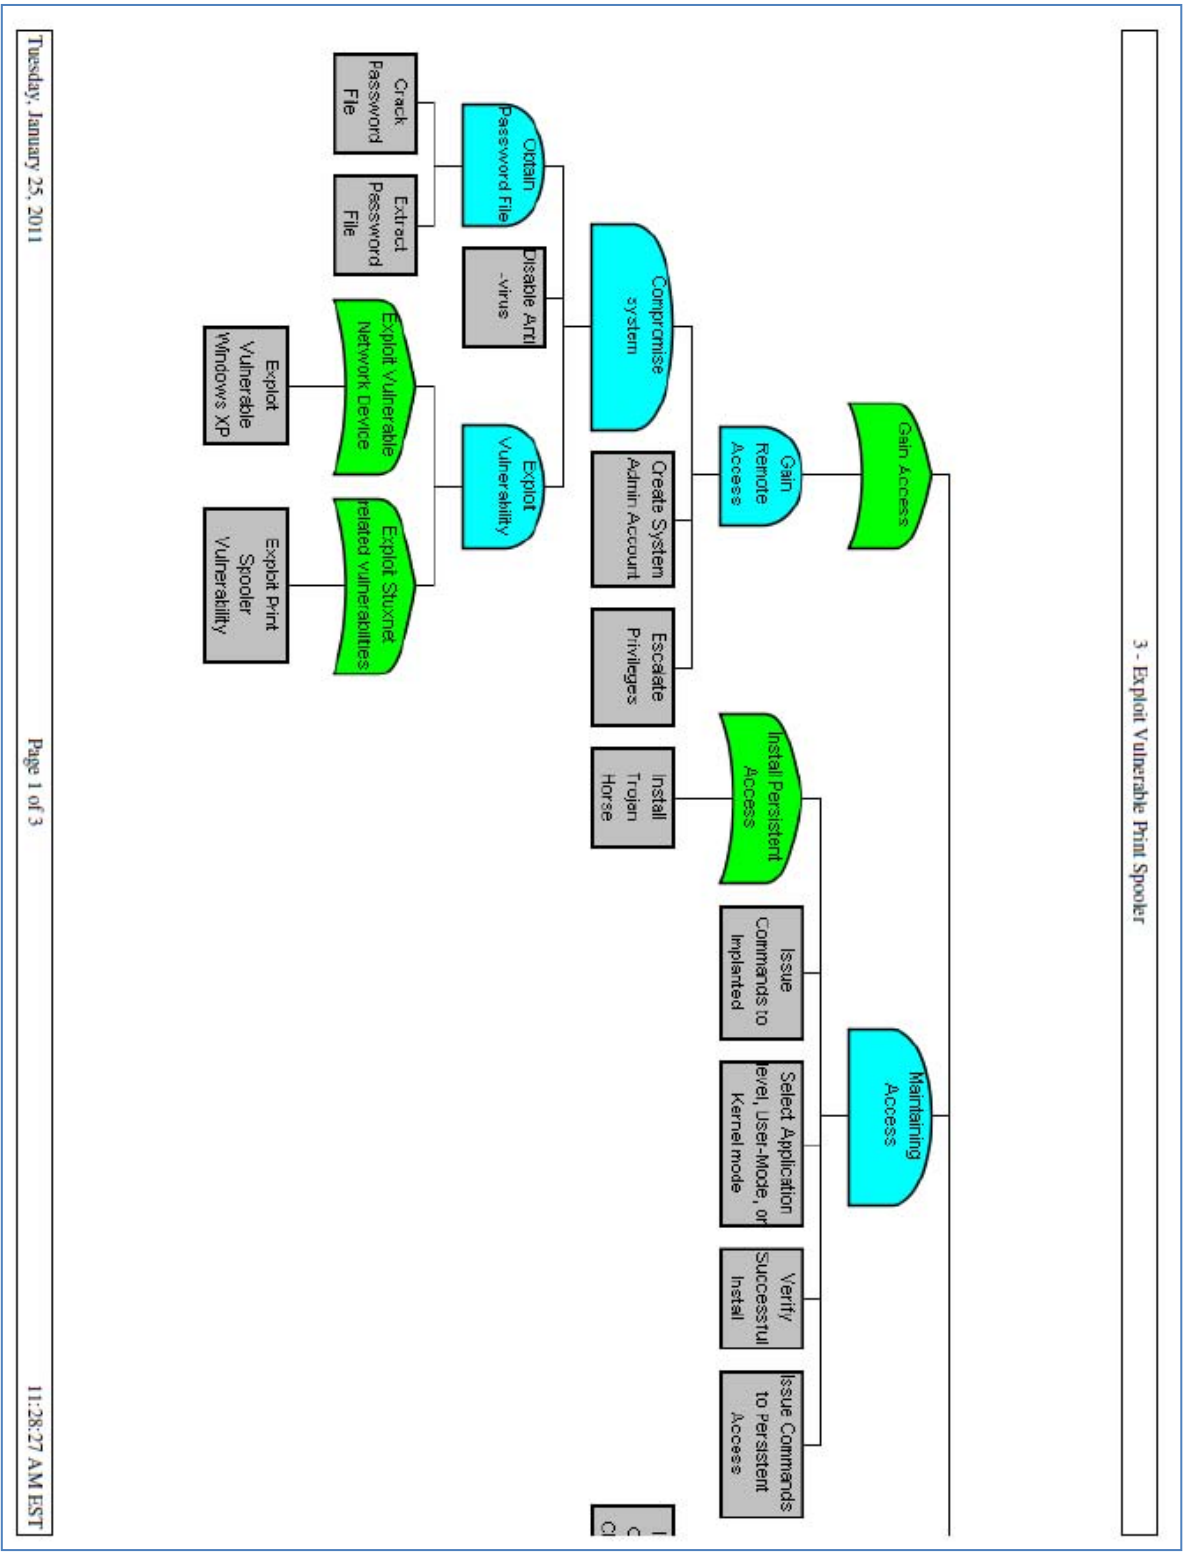 3 - Exploit Vulnerable Print Spooler
Gain Access
Maintaining
Access
Gain
Remote
Access
Install Persistent
Access
Issue
Commands to
Implanted
Select Application
level, User-Mode, or
Kernel mode
Verify
Successful
Install
Issue Commands
to Persistent
Access
Compromise
system
Create System
Admin Account
Escalate
Privileges
Install
Trojan
Horse
Obtain
Password File
Disable Anti
-virus
Exploit
Vulnerability
Crack
Password
File
Extract
Password
File
Exploit Vulnerable
Network Device
Exploit Stuxnet
related vulnerabilities
Exploit
Vulnerable
Windows XP
Exploit Print
Spooler
Vulnerability
Tuesday, January 25, 2011
Page 1 of 3
11:28:27 AM EST